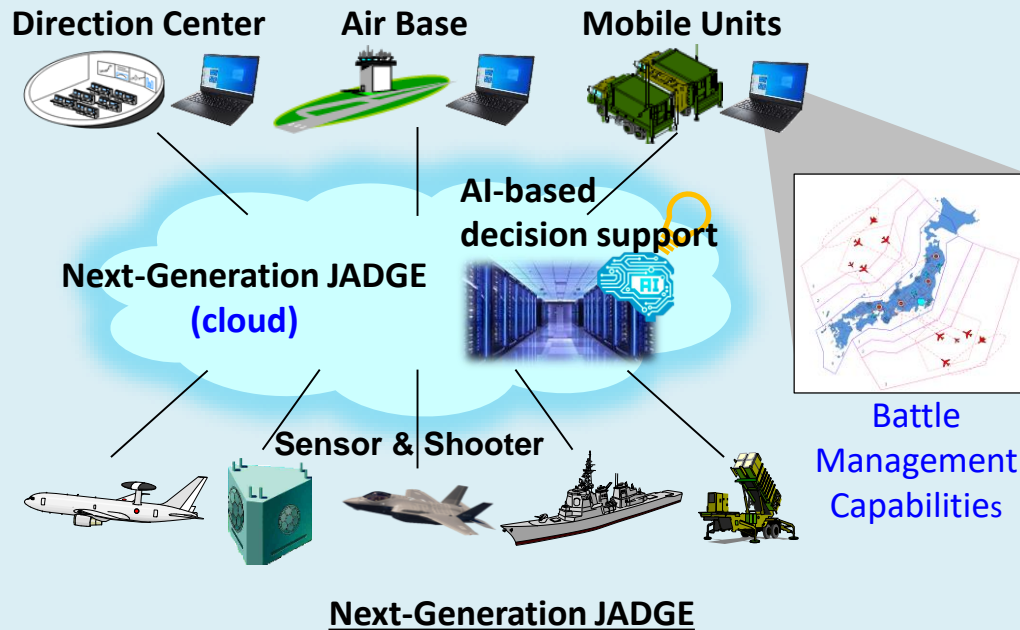 Direction Center
Air Base
Mobile Units
AI-based
decision support
AI
Next-Generation JADGE
(cloud)
Sensor & Shooter
Battle
Management
Capabilities
Next-Generation JADGE